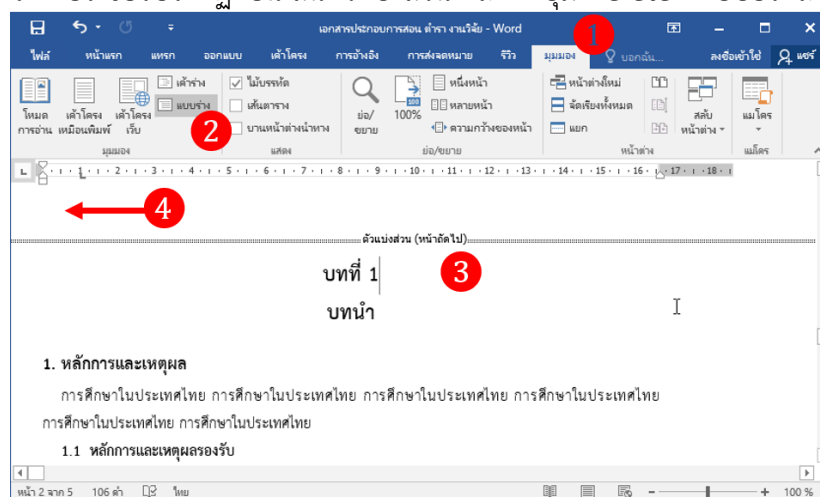 เอกสารประกอบการสอน ตำรา งานวิจัย - Word
1
ไฟล์ หน้าแรก แทรก ออกแบบ เค้าโครง การอ้างอิง การส่งจดหมาย รีวิว มุมมอง บอกฉัน... ลงชื่อเข้าใช้ แชร์
โหมดการอ่าน เค้าโครงเหมือนพิมพ์ เค้าโครงเว็บ เค้าร่าง แบบร่าง
มุมมอง
2
ไม้บรรทัด
เส้นตาราง
บานหน้าต่างนำทาง
แสดง
ย่อ/ขยาย 100% หนึ่งหน้า
หลายหน้า
ความกว้างของหน้า
ย่อ/ขยาย
หน้าต่างใหม่
จัดเรียงทั้งหมด
แยก
สลับหน้าต่าง
หน้าต่าง
แมโคร
แมโคร
1 2 3 4 5 6 7 8 9 10 11 12 13 14 15 16 17 18
4
ตัวแบ่งส่วน (หน้าถัดไป)
บทที่ 1
3
บทนำ
1. หลักการและเหตุผล
การศึกษาในประเทศไทย การศึกษาในประเทศไทย การศึกษาในประเทศไทย การศึกษาในประเทศไทย
การศึกษาในประเทศไทย การศึกษาในประเทศไทย
1.1 หลักการและเหตุผลรองรับ
หน้า 2 จาก 5 106 คำ ไทย 100 %